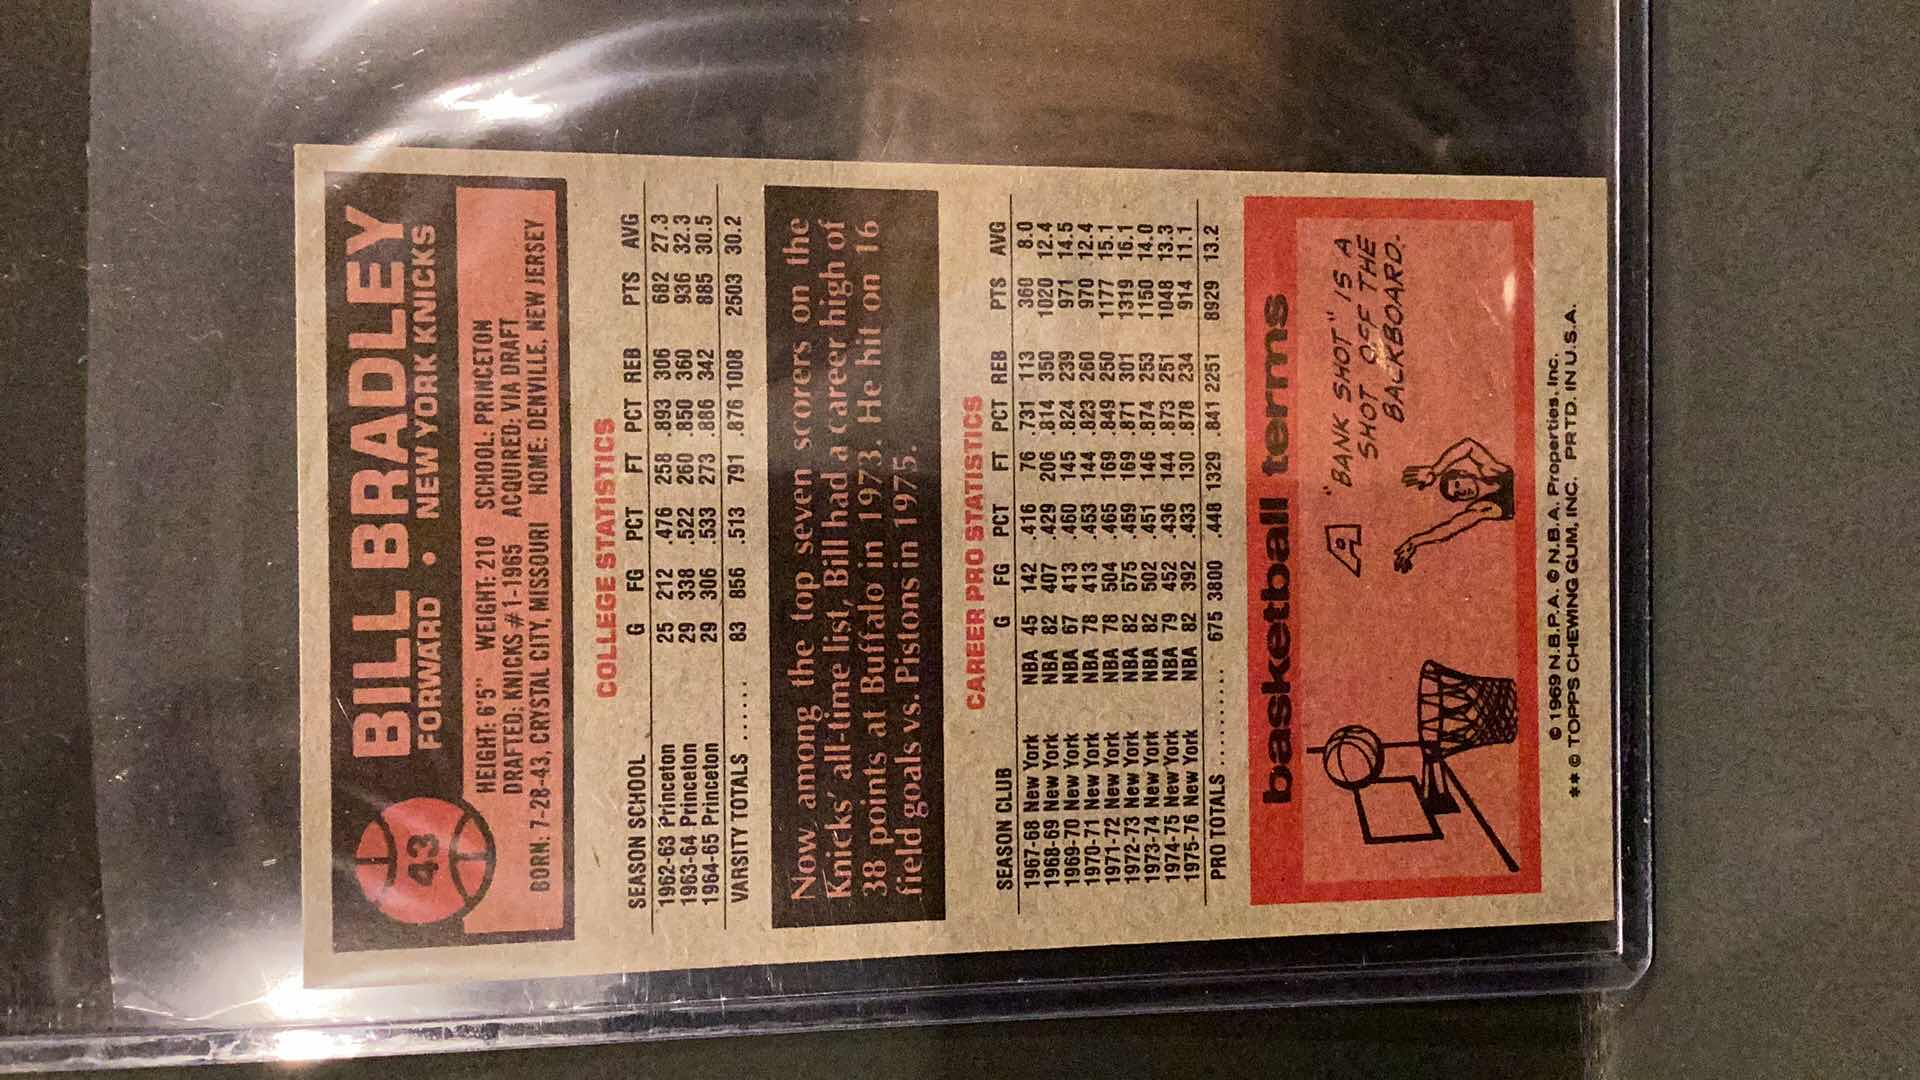 43
BILL BRADLEY
FORWARD • NEW YORK KNICKS
HEIGHT: 6'5" WEIGHT: 210 SCHOOL: PRINCETON
DRAFTED: KNICKS #1-1965 ACQUIRED: VIA DRAFT
BORN: 7-28-43, CRYSTAL CITY, MISSOURI HOME: DENVILLE, NEW JERSEY
COLLEGE STATISTICS
SEASON SCHOOL G FG PCT FT PCT REB PTS AVG
1962-63 Princeton 25 212 .476 258 .893 306 682 27.3
1963-64 Princeton 29 338 .522 260 .850 360 936 32.3
1964-65 Princeton 29 306 .533 273 .886 342 885 30.5
VARSITY TOTALS ...... 83 856 .513 791 .876 1008 2503 30.2
Now among the top seven scorers on the
Knicks' all-time list, Bill had a career high of
38 points at Buffalo in 1973. He hit on 16
field goals vs. Pistons in 1975.
CAREER PRO STATISTICS
SEASON CLUB G FG PCT FT PCT REB PTS AVG
1967-68 New York NBA 45 142 .416 76 .731 113 360 8.0
1968-69 New York NBA 82 407 .429 206 .814 350 1020 12.4
1969-70 New York NBA 67 413 .460 145 .824 239 971 14.5
1970-71 New York NBA 78 413 .453 144 .823 260 970 12.4
1971-72 New York NBA 78 504 .465 169 .849 250 1177 15.1
1972-73 New York NBA 82 575 .459 169 .871 301 1319 16.1
1973-74 New York NBA 82 502 .451 146 .874 253 1150 14.0
1974-75 New York NBA 79 452 .436 144 .873 251 1048 13.3
1975-76 New York NBA 82 392 .433 130 .878 234 914 11.1
PRO TOTALS .......... 675 3800 .448 1329 .841 2251 8929 13.2
basketball terms
"BANK SHOT" IS A
SHOT OFF THE
BACKBOARD.
© 1969 N.B.P.A. © N.B.A. Properties, Inc.
** © TOPPS CHEWING GUM, INC. PRTD. IN U.S.A.